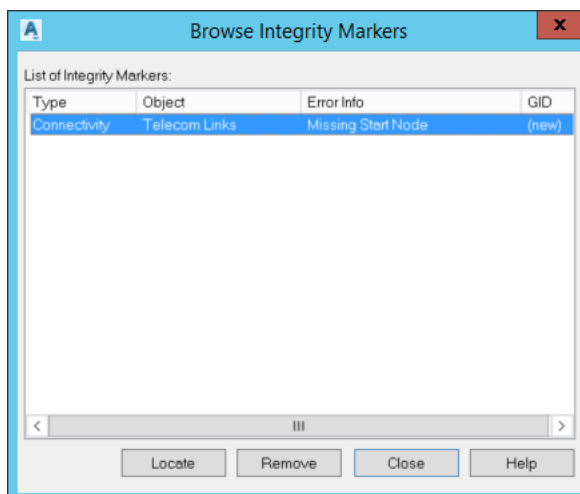 Browse Integrity Markers
x
List of Integrity Markers:
Type Object Error Info GID
Connectivity Telecom Links Missing Start Node (new)
Locate Remove Close Help